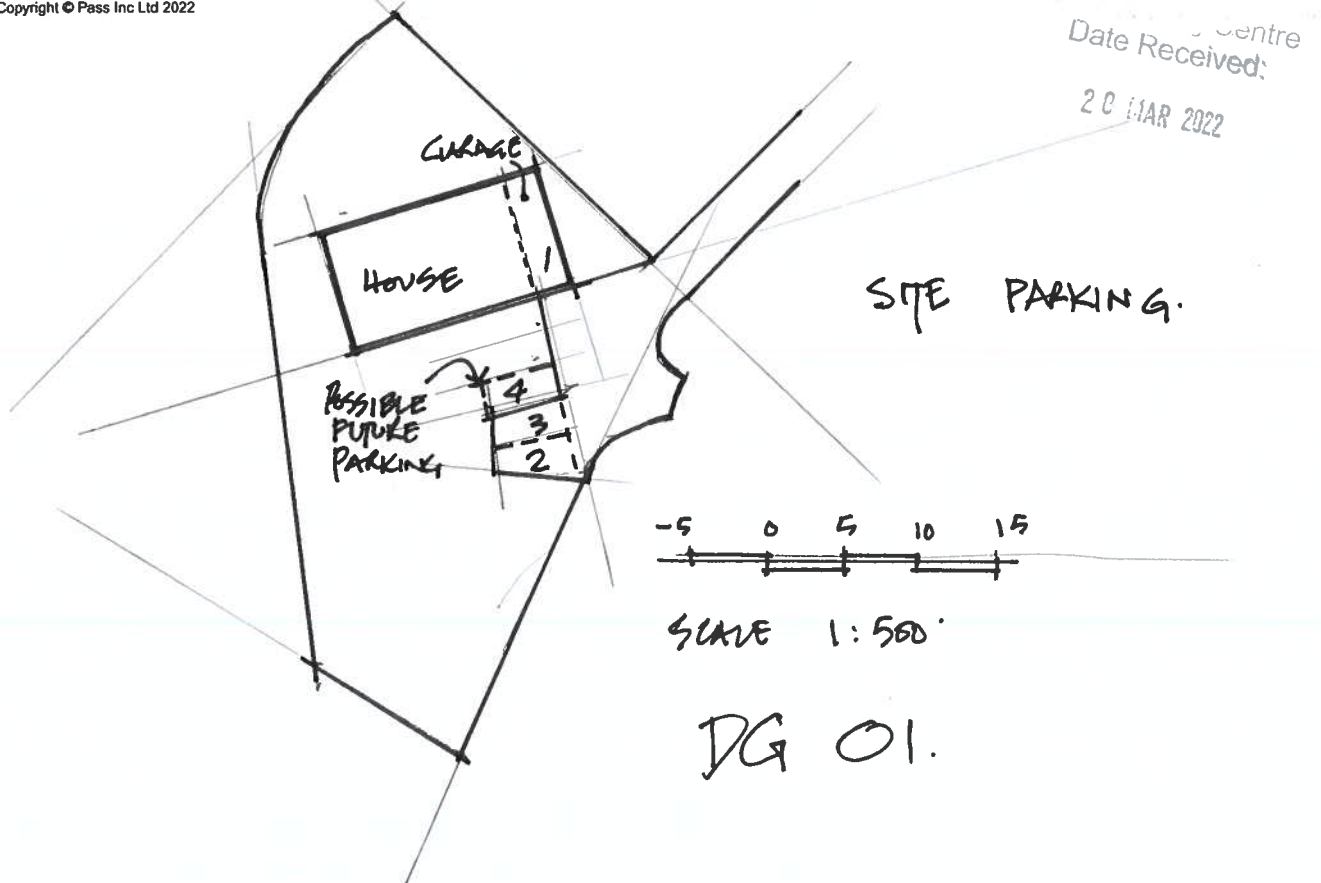 Copyright © Pass Inc Ltd 2022
Centre
Date Received:
MAR 2022
GARAGE
1
HOUSE
SITE PARKING.
POSSIBLE
FUTURE
PARKING
4
3
2
-5 0 5 10 15
SCALE 1:500
DG 01.